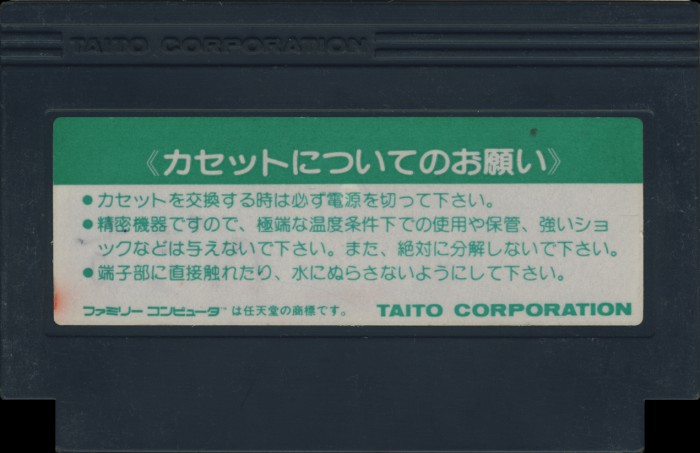 TAITO CORPORATION
《カセットについてのお願い》
●カセットを交換する時は必ず電源を切って下さい。
●精密機器ですので、極端な温度条件下での使用や保管、強いショ
ックなどは与えないで下さい。また、絶対に分解しないで下さい。
●端子部に直接触れたり、水にぬらさないようにして下さい。
ファミリー コンピュータ™は任天堂の商標です。 TAITO CORPORATION